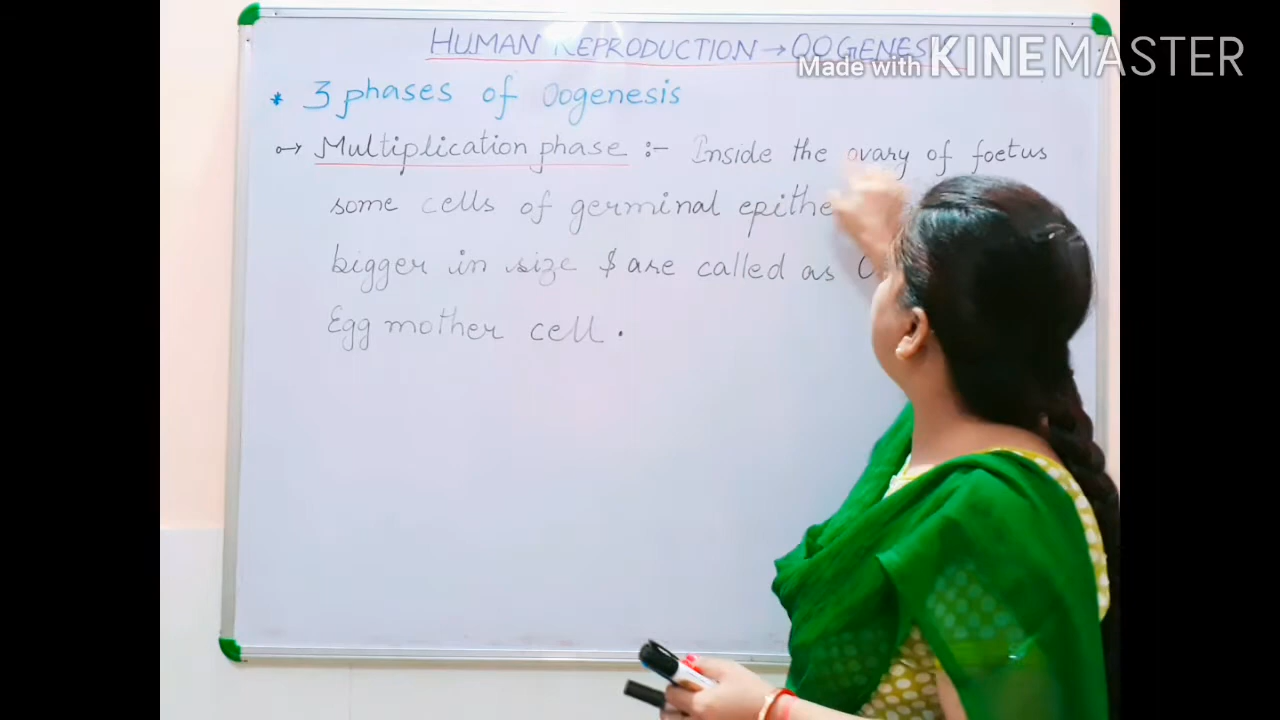 HUMAN REPRODUCTION → OOGENESIS
Made with KINEMASTER
* 3 phases of Oogenesis
Multiplication phase :- Inside the ovary of foetus
some cells of germinal
bigger in size & are called as
Egg mother cell.